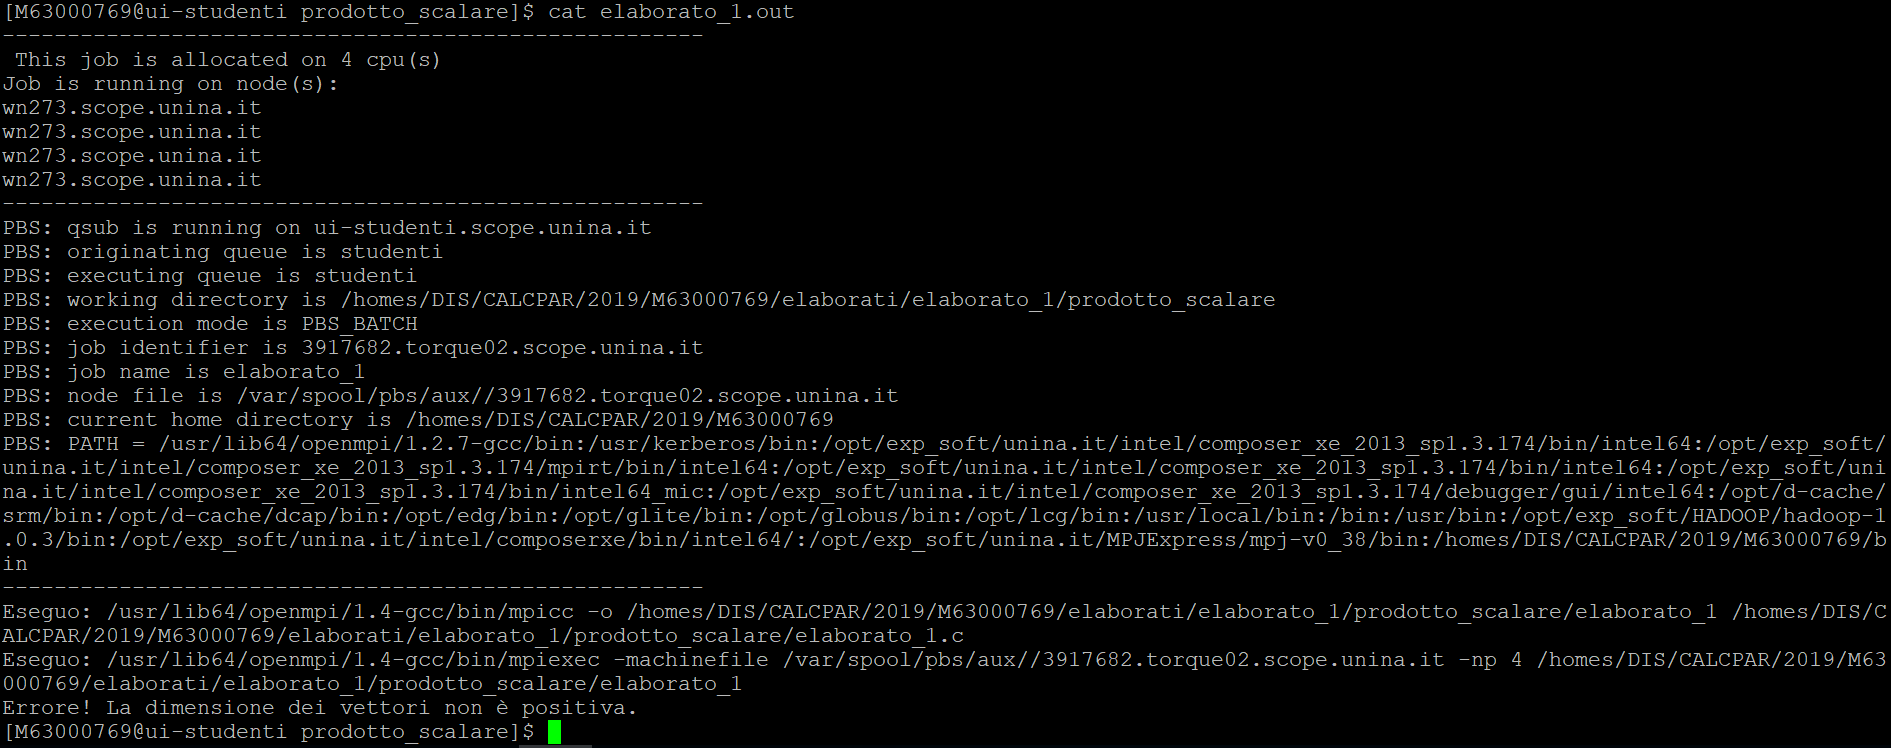 [M63000769@ui-studenti prodotto_scalare]$ cat elaborato_1.out
------------------------------------------------------
 This job is allocated on 4 cpu(s)
Job is running on node(s):
wn273.scope.unina.it
wn273.scope.unina.it
wn273.scope.unina.it
wn273.scope.unina.it
------------------------------------------------------
PBS: qsub is running on ui-studenti.scope.unina.it
PBS: originating queue is studenti
PBS: executing queue is studenti
PBS: working directory is /homes/DIS/CALCPAR/2019/M63000769/elaborati/elaborato_1/prodotto_scalare
PBS: execution mode is PBS_BATCH
PBS: job identifier is 3917682.torque02.scope.unina.it
PBS: job name is elaborato_1
PBS: node file is /var/spool/pbs/aux//3917682.torque02.scope.unina.it
PBS: current home directory is /homes/DIS/CALCPAR/2019/M63000769
PBS: PATH = /usr/lib64/openmpi/1.2.7-gcc/bin:/usr/kerberos/bin:/opt/exp_soft/unina.it/intel/composer_xe_2013_sp1.3.174/bin/intel64:/opt/exp_soft/
unina.it/intel/composer_xe_2013_sp1.3.174/mpirt/bin/intel64:/opt/exp_soft/unina.it/intel/composer_xe_2013_sp1.3.174/bin/intel64:/opt/exp_soft/uni
na.it/intel/composer_xe_2013_sp1.3.174/bin/intel64_mic:/opt/exp_soft/unina.it/intel/composer_xe_2013_sp1.3.174/debugger/gui/intel64:/opt/d-cache/
srm/bin:/opt/d-cache/dcap/bin:/opt/edg/bin:/opt/glite/bin:/opt/globus/bin:/opt/lcg/bin:/usr/local/bin:/bin:/usr/bin:/opt/exp_soft/HADOOP/hadoop-1
.0.3/bin:/opt/exp_soft/unina.it/intel/composerxe/bin/intel64/:/opt/exp_soft/unina.it/MPJExpress/mpj-v0_38/bin:/homes/DIS/CALCPAR/2019/M63000769/b
in
------------------------------------------------------
Eseguo: /usr/lib64/openmpi/1.4-gcc/bin/mpicc -o /homes/DIS/CALCPAR/2019/M63000769/elaborati/elaborato_1/prodotto_scalare/elaborato_1 /homes/DIS/C
ALCPAR/2019/M63000769/elaborati/elaborato_1/prodotto_scalare/elaborato_1.c
Eseguo: /usr/lib64/openmpi/1.4-gcc/bin/mpiexec -machinefile /var/spool/pbs/aux//3917682.torque02.scope.unina.it -np 4 /homes/DIS/CALCPAR/2019/M63
000769/elaborati/elaborato_1/prodotto_scalare/elaborato_1
Errore! La dimensione dei vettori non è positiva.
[M63000769@ui-studenti prodotto_scalare]$